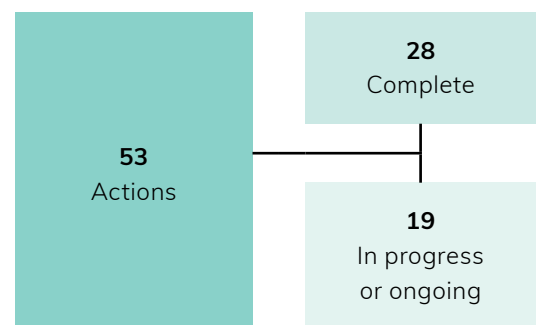 53
Actions
28
Complete
19
In progress
or ongoing